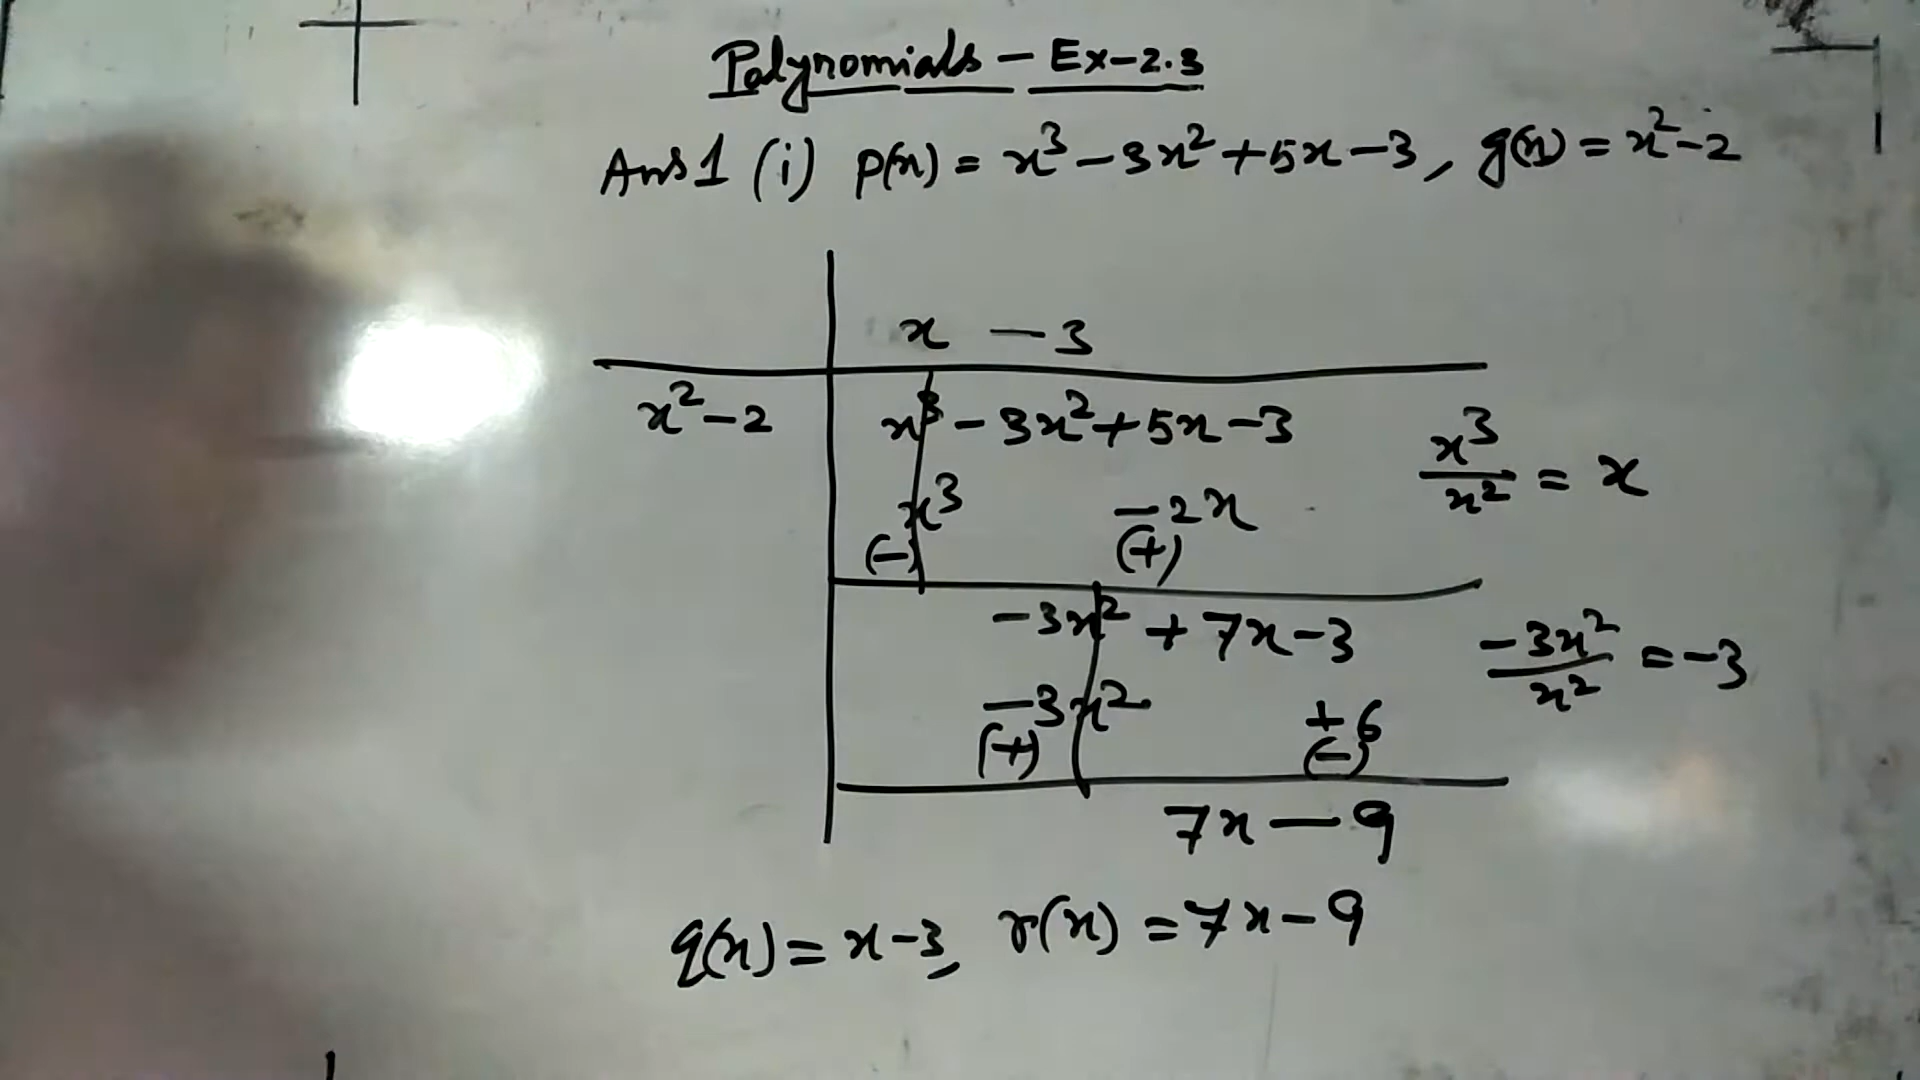 Polynomials - Ex-2.3
Ans 1 (i) p(x) = x³ - 3x² + 5x - 3, g(x) = x² - 2
x - 3
x² - 2 x³ - 3x² + 5x - 3 x³/x² = x
x³ - 2x
(-) (+)
-3x² + 7x - 3 -3x²/x² = -3
-3x² + 6
(+) (-)
7x - 9
q(x) = x - 3, r(x) = 7x - 9